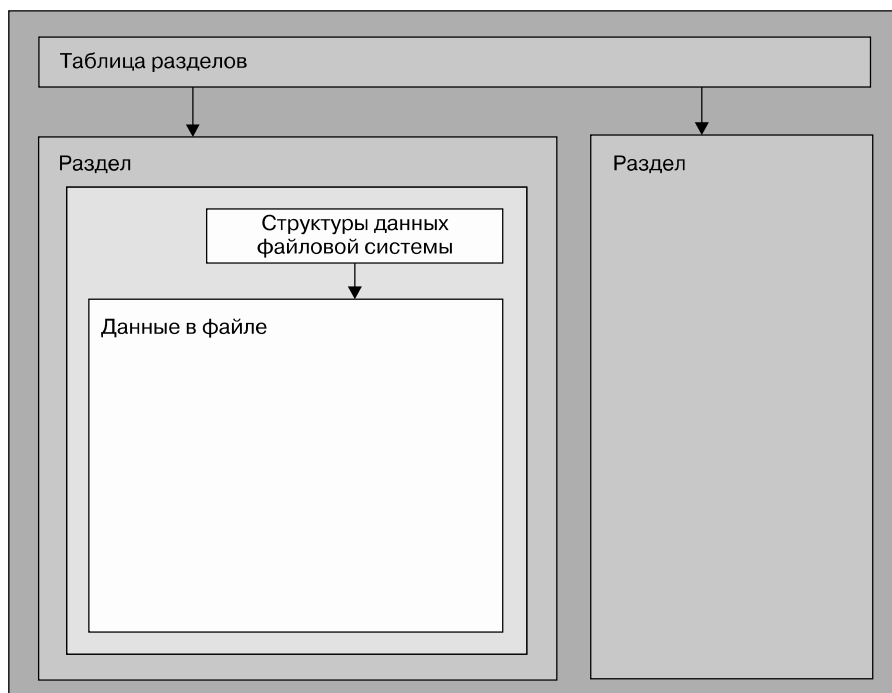 Таблица разделов
Раздел
Раздел
Структуры данных
файловой системы
Данные в файле